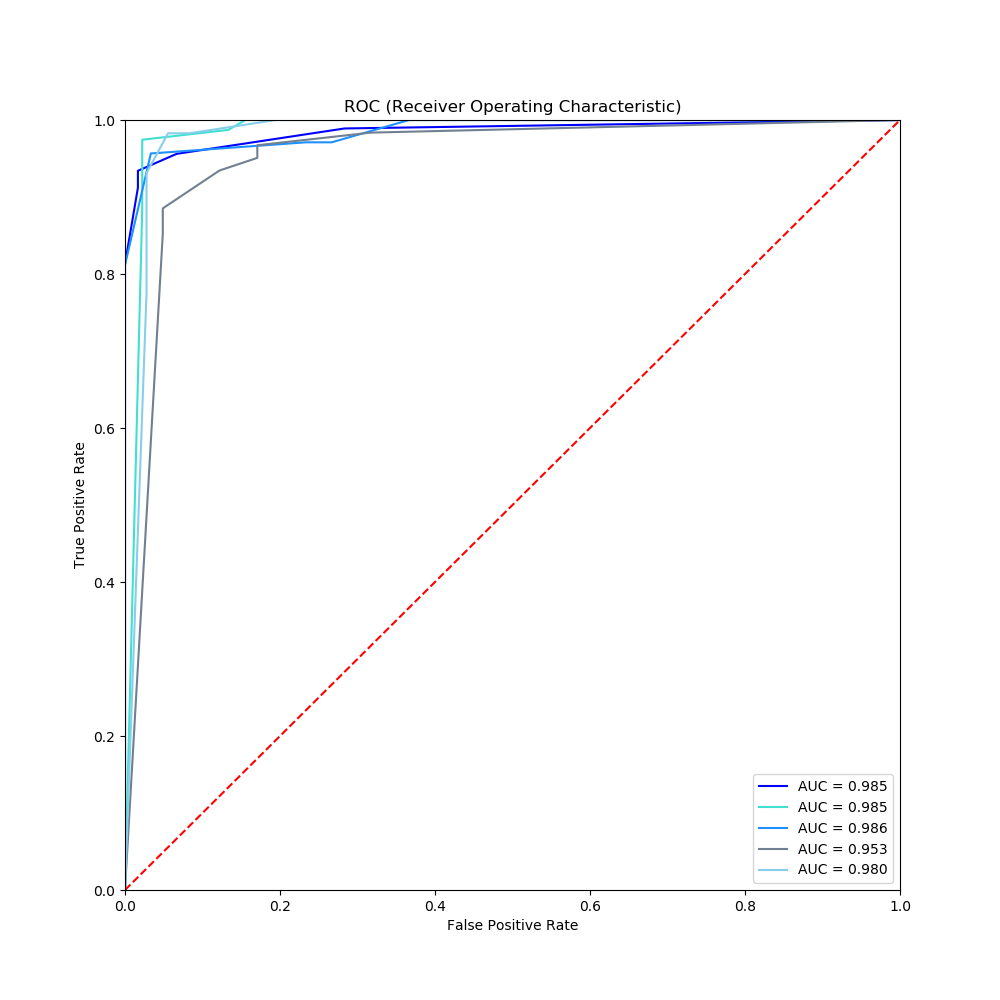 ROC (Receiver Operating Characteristic)
1.0
0.8
0.6
0.4
0.2
0.0
True Positive Rate
0.0 0.2 0.4 0.6 0.8 1.0
False Positive Rate
AUC = 0.985
AUC = 0.985
AUC = 0.986
AUC = 0.953
AUC = 0.980